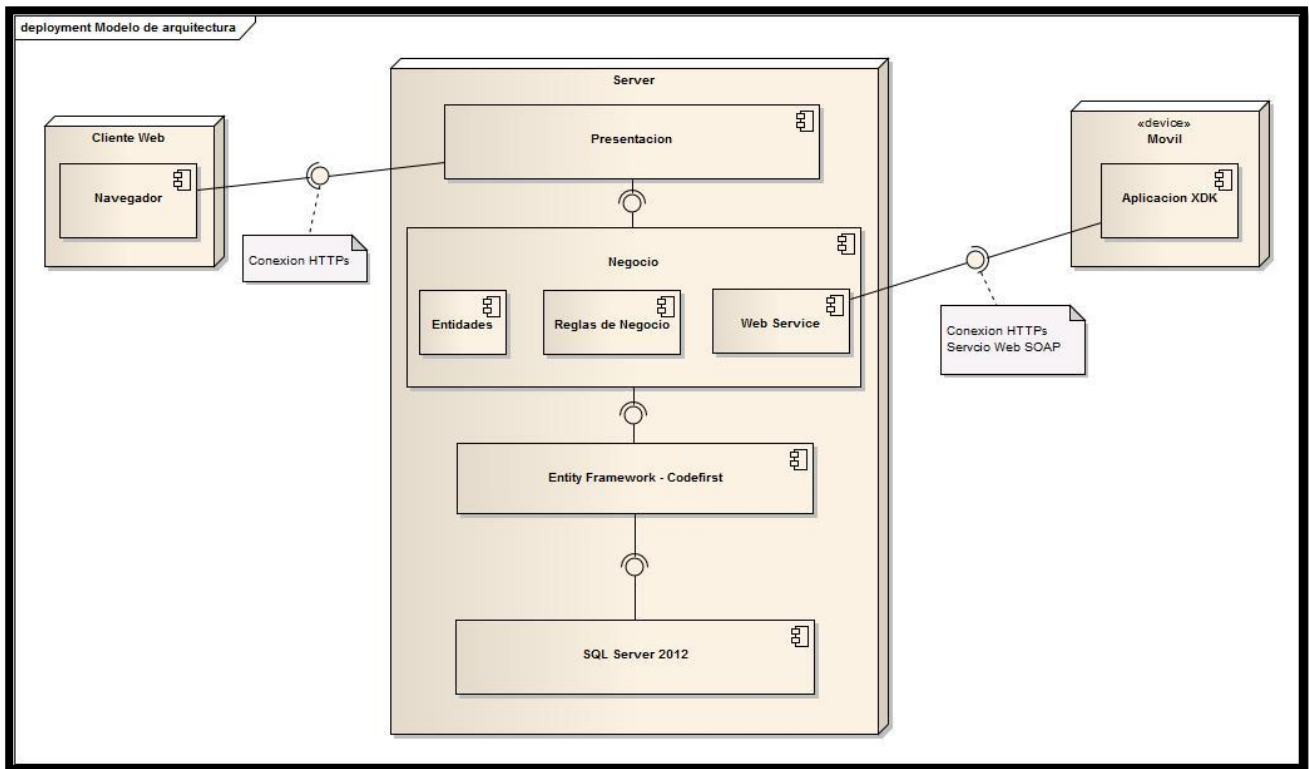 deployment Modelo de arquitectura
Server
Cliente Web
Navegador
Conexion HTTPs
Presentacion
Negocio
Entidades
Reglas de Negocio
Web Service
«device»
Movil
Aplicacion XDK
Conexion HTTPs
Servcio Web SOAP
Entity Framework - Codefirst
SQL Server 2012